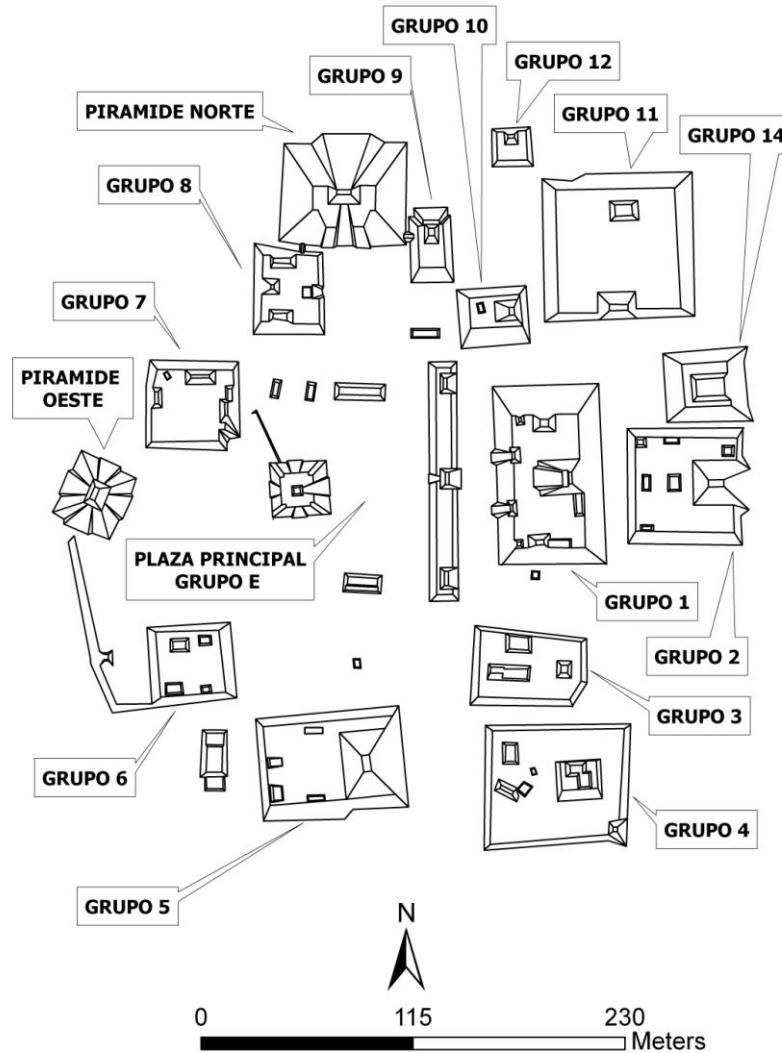 GRUPO 10
GRUPO 12
GRUPO 9
PIRAMIDE NORTE
GRUPO 11
GRUPO 14
GRUPO 8
GRUPO 7
PIRAMIDE
OESTE
PLAZA PRINCIPAL
GRUPO E
GRUPO 1
GRUPO 2
GRUPO 3
GRUPO 6
GRUPO 4
GRUPO 5
N
0 115 230
Meters